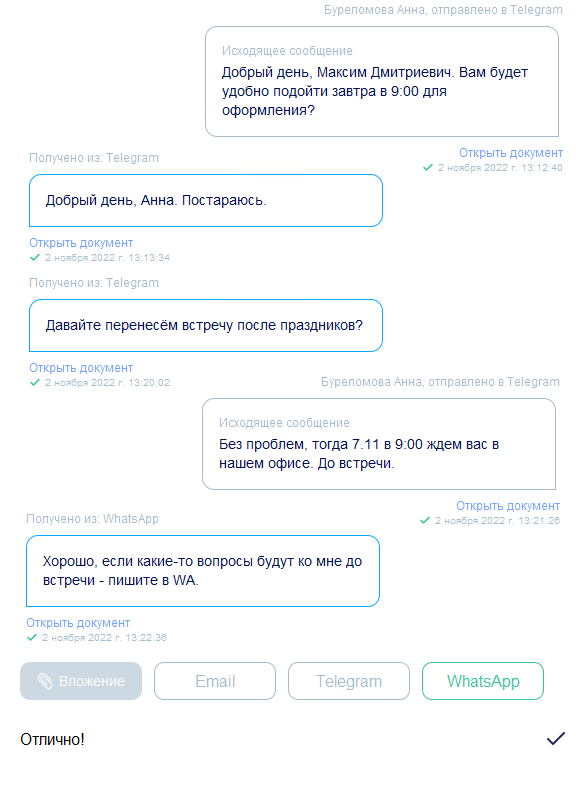 Буреломова Анна, отправлено в Telegram
Исходящее сообщение
Добрый день, Максим Дмитриевич. Вам будет
удобно подойти завтра в 9:00 для
оформления?
Открыть документ
2 ноября 2022 г. 13:12:40
Получено из: Telegram
Добрый день, Анна. Постараюсь.
Открыть документ
2 ноября 2022 г. 13:13:34
Получено из: Telegram
Давайте перенесём встречу после праздников?
Открыть документ
2 ноября 2022 г. 13:20:02
Буреломова Анна, отправлено в Telegram
Исходящее сообщение
Без проблем, тогда 7.11 в 9:00 ждем вас в
нашем офисе. До встречи.
Открыть документ
2 ноября 2022 г. 13:21:26
Получено из: WhatsApp
Хорошо, если какие-то вопросы будут ко мне до
встречи - пишите в WA.
Открыть документ
2 ноября 2022 г. 13:22:36
Вложение Email Telegram WhatsApp
Отлично!